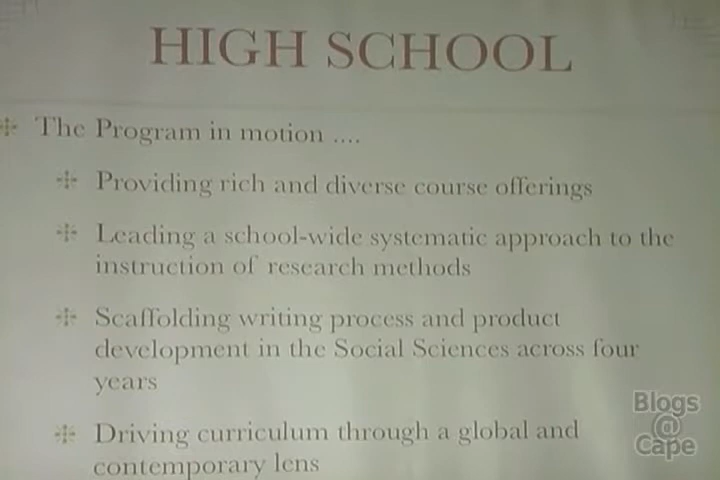 HIGH SCHOOL
The Program in motion ....
Providing rich and diverse course offerings
Leading a school-wide systematic approach to the
instruction of research methods
Scaffolding writing process and product
development in the Social Sciences across four
years
Driving curriculum through a global and
contemporary lens
Blogs
@
Cape